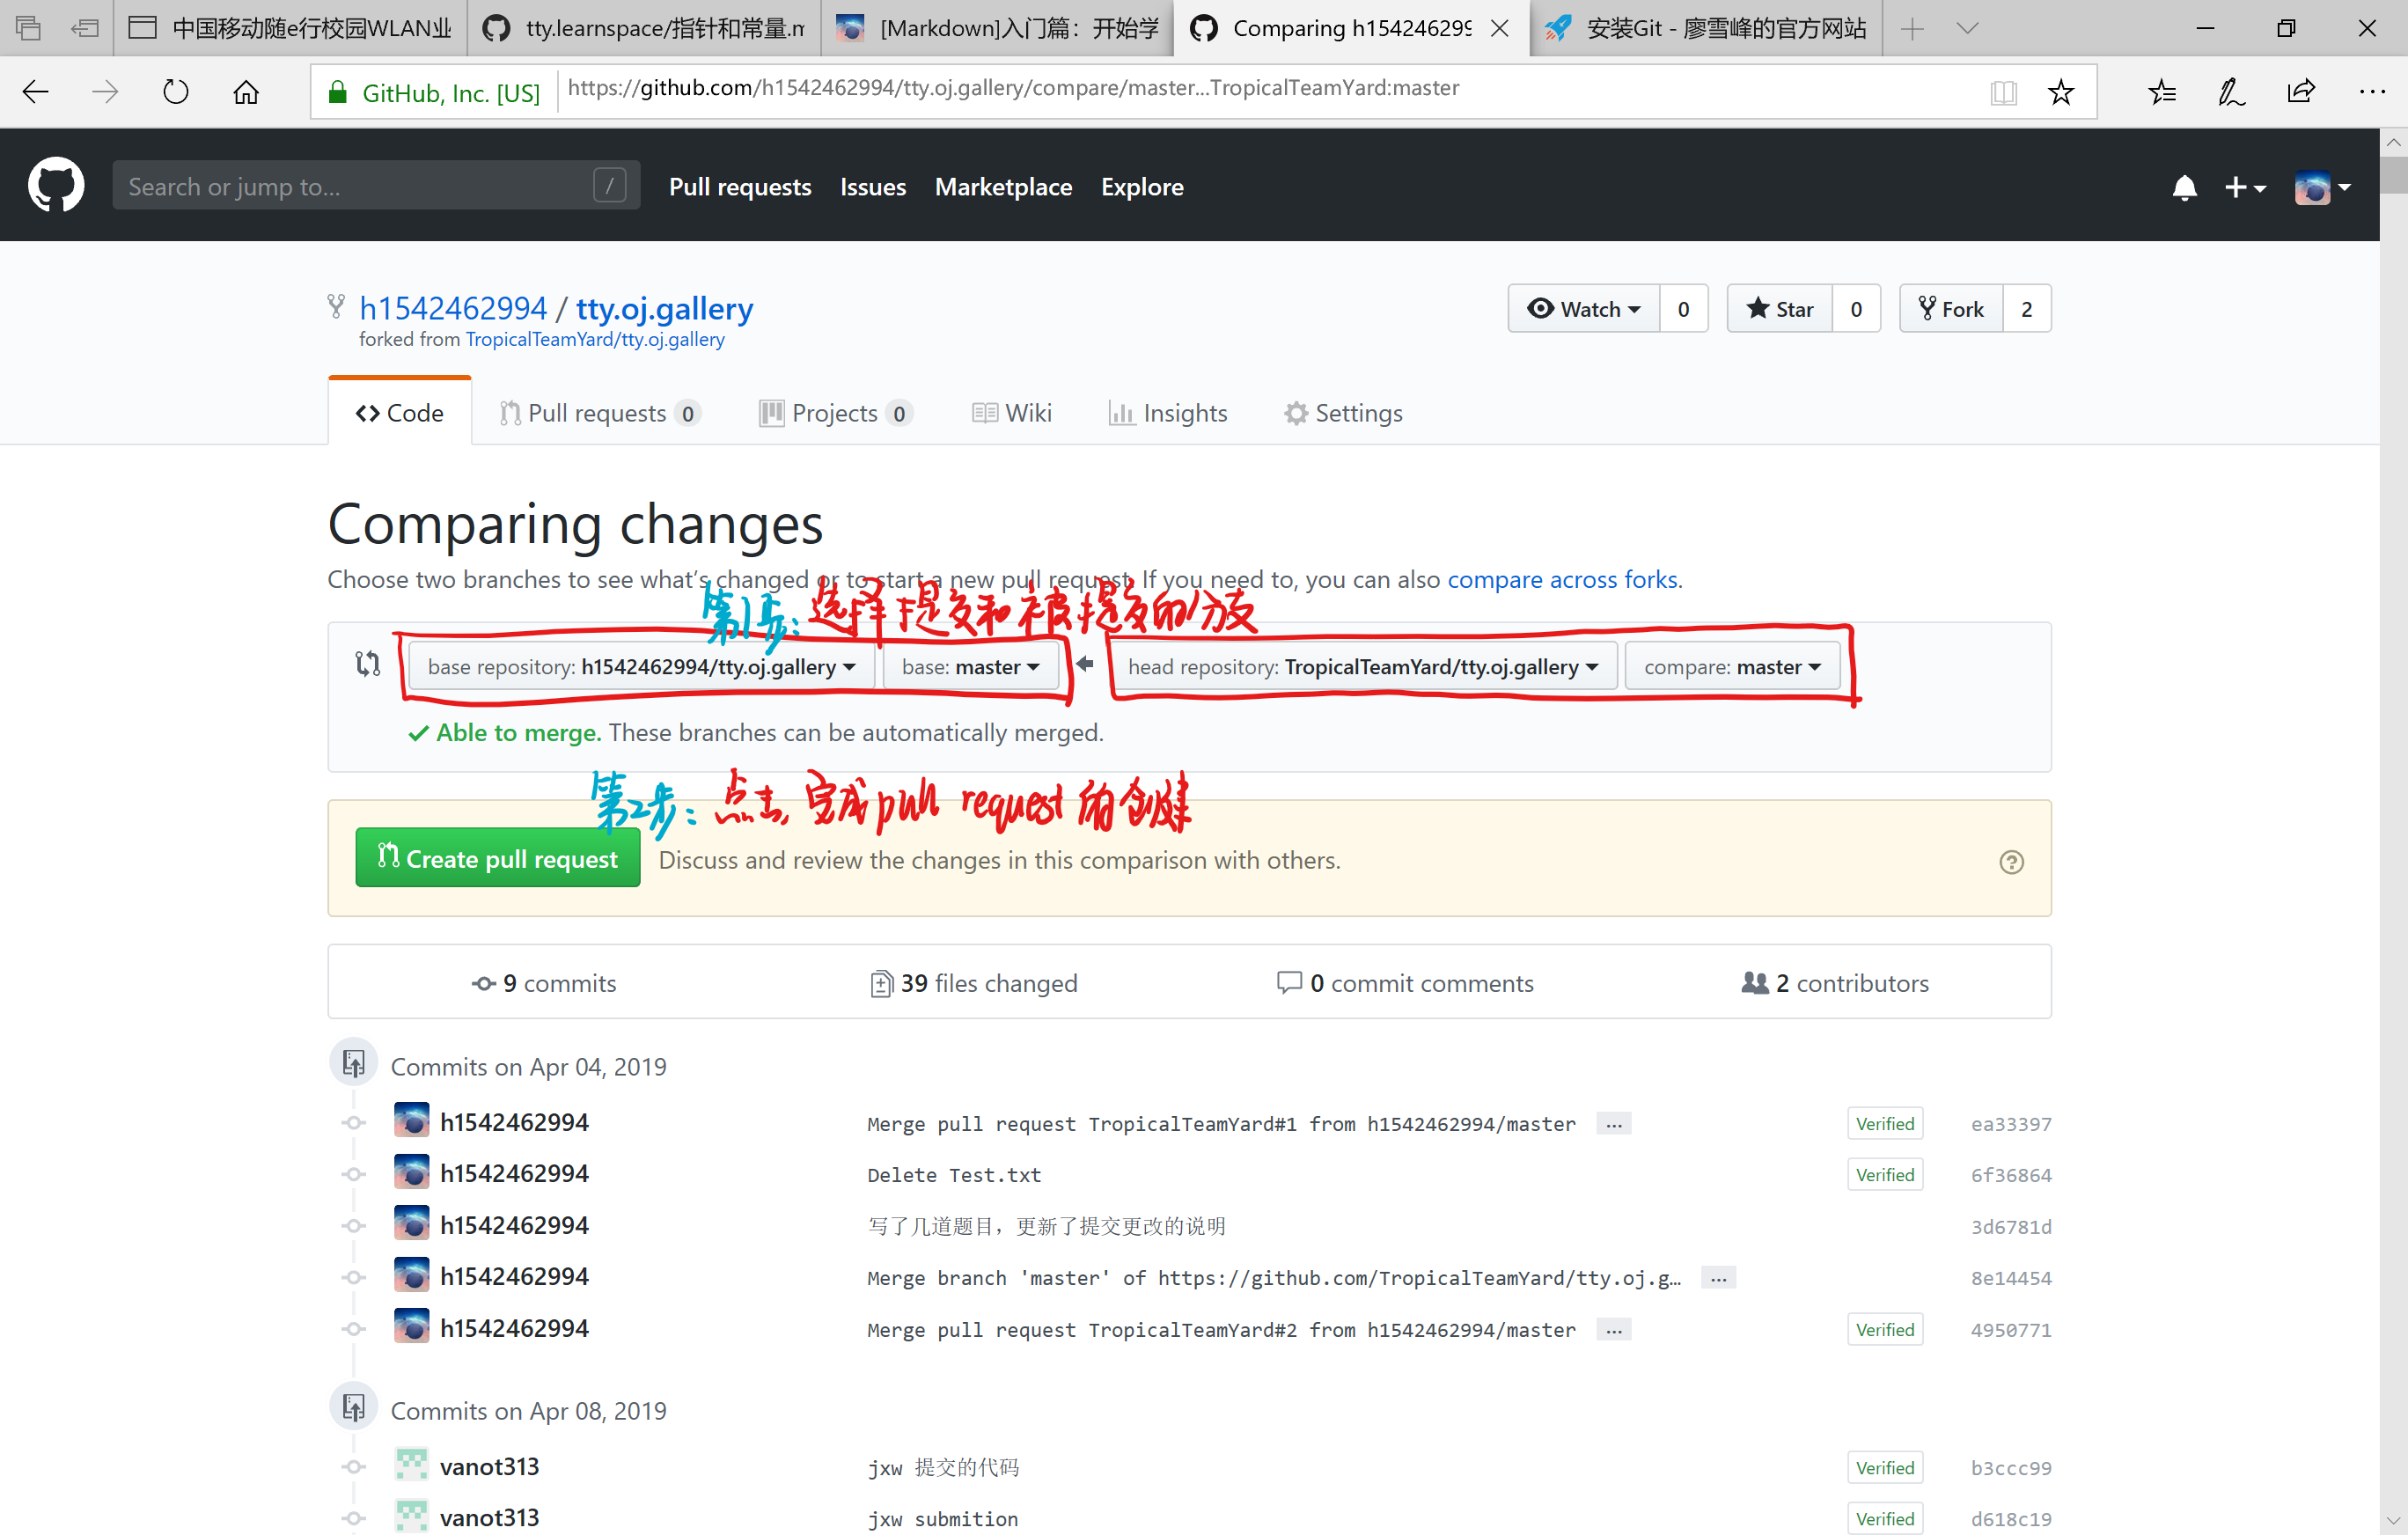 中国移动随e行校园WLAN业
tty.learnspace/指针和常量.m
[Markdown]入门篇：开始学
Comparing h154246299
安装Git - 廖雪峰的官方网站
GitHub, Inc. [US]
https://github.com/h1542462994/tty.oj.gallery/compare/master...TropicalTeamYard:master
Search or jump to...
/
Pull requests
Issues
Marketplace
Explore
h1542462994 / tty.oj.gallery
forked from TropicalTeamYard/tty.oj.gallery
Watch 0
Star 0
Fork 2
Code
Pull requests 0
Projects 0
Wiki
Insights
Settings
Comparing changes
Choose two branches to see what's changed or to start a new pull request. If you need to, you can also compare across forks.
第1步：选择提交和被提交的分支
base repository: h1542462994/tty.oj.gallery
base: master
head repository: TropicalTeamYard/tty.oj.gallery
compare: master
Able to merge. These branches can be automatically merged.
第2步：点击，完成pull request的创建
Create pull request
Discuss and review the changes in this comparison with others.
9 commits
39 files changed
0 commit comments
2 contributors
Commits on Apr 04, 2019
h1542462994 Merge pull request TropicalTeamYard#1 from h1542462994/master … Verified ea33397
h1542462994 Delete Test.txt Verified 6f36864
h1542462994 写了几道题目，更新了提交更改的说明 3d6781d
h1542462994 Merge branch 'master' of https://github.com/TropicalTeamYard/tty.oj.g… … 8e14454
h1542462994 Merge pull request TropicalTeamYard#2 from h1542462994/master … Verified 4950771
Commits on Apr 08, 2019
vanot313 jxw 提交的代码 Verified b3ccc99
vanot313 jxw submition Verified d618c19